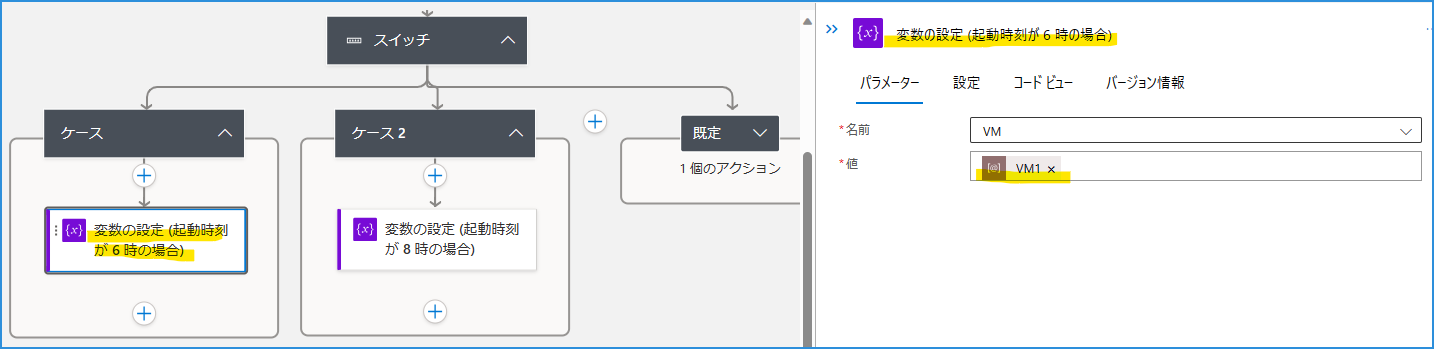 スイッチ
ケース
ケース 2
既定
1 個のアクション
{x} 変数の設定 (起動時刻
が 6 時の場合)
{x} 変数の設定 (起動時刻
が 8 時の場合)
{x} 変数の設定 (起動時刻が 6 時の場合)
パラメーター 設定 コード ビュー バージョン情報
*名前 VM
*値 [@] VM1 ×